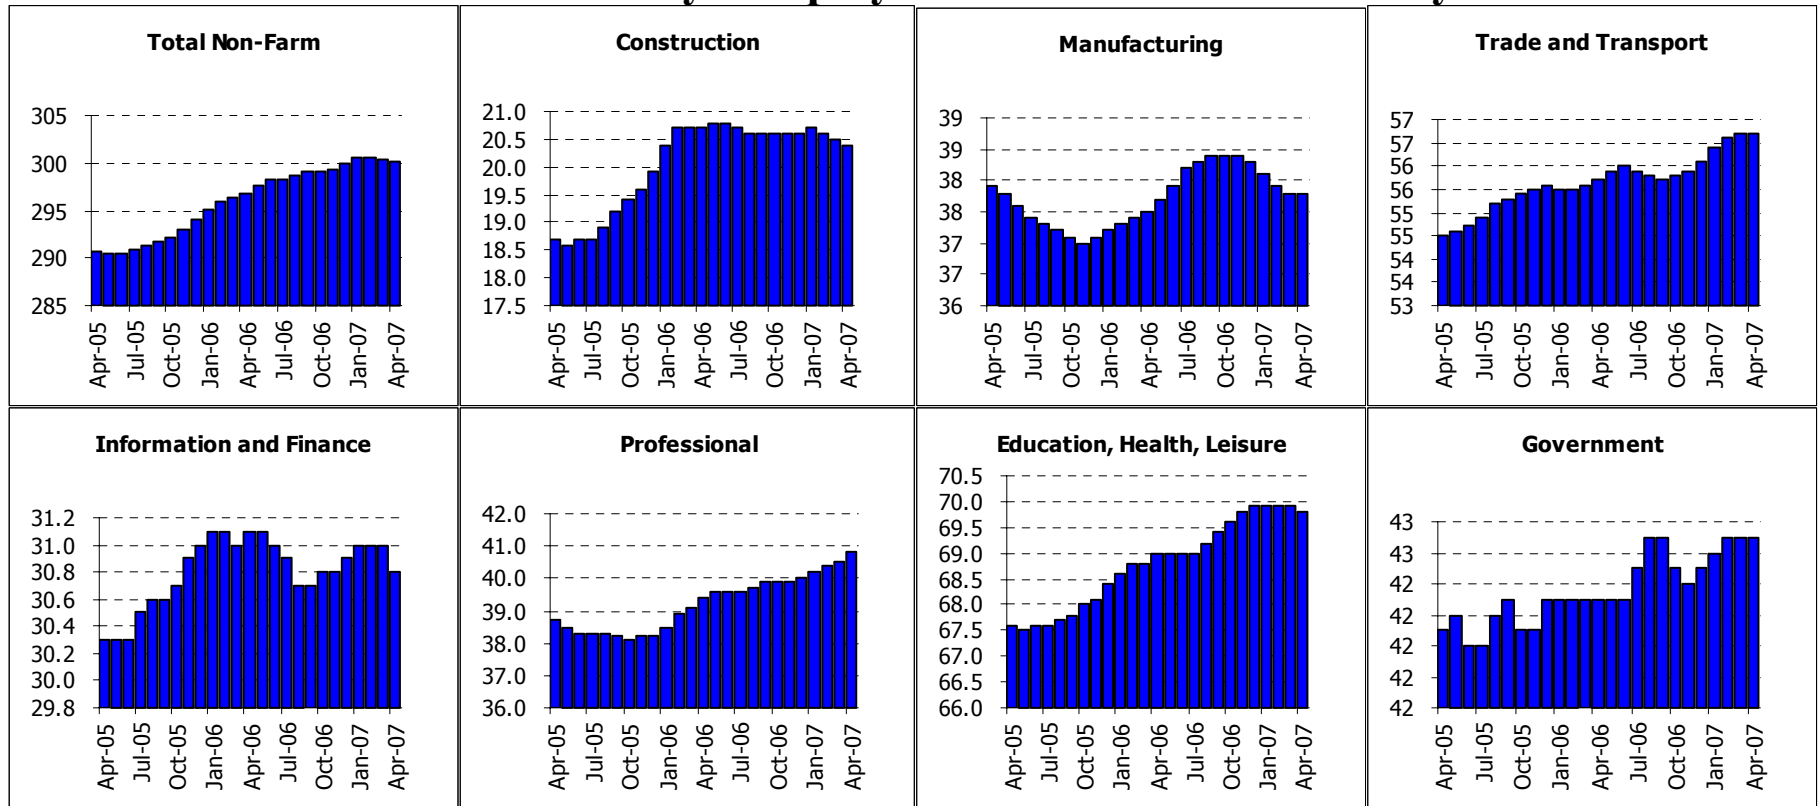 Total Non-Farm
305
300
295
290
285
Apr-05
Jul-05
Oct-05
Jan-06
Apr-06
Jul-06
Oct-06
Jan-07
Apr-07
Construction
21.0
20.5
20.0
19.5
19.0
18.5
18.0
17.5
Apr-05
Jul-05
Oct-05
Jan-06
Apr-06
Jul-06
Oct-06
Jan-07
Apr-07
Manufacturing
39
39
38
38
37
37
36
Apr-05
Jul-05
Oct-05
Jan-06
Apr-06
Jul-06
Oct-06
Jan-07
Apr-07
Trade and Transport
57
57
56
56
55
55
54
54
53
Apr-05
Jul-05
Oct-05
Jan-06
Apr-06
Jul-06
Oct-06
Jan-07
Apr-07
Information and Finance
31.2
31.0
30.8
30.6
30.4
30.2
30.0
29.8
Apr-05
Jul-05
Oct-05
Jan-06
Apr-06
Jul-06
Oct-06
Jan-07
Apr-07
Professional
42.0
41.0
40.0
39.0
38.0
37.0
36.0
Apr-05
Jul-05
Oct-05
Jan-06
Apr-06
Jul-06
Oct-06
Jan-07
Apr-07
Education, Health, Leisure
70.5
70.0
69.5
69.0
68.5
68.0
67.5
67.0
66.5
66.0
Apr-05
Jul-05
Oct-05
Jan-06
Apr-06
Jul-06
Oct-06
Jan-07
Apr-07
Government
43
43
42
42
42
42
42
Apr-05
Jul-05
Oct-05
Jan-06
Apr-06
Jul-06
Oct-06
Jan-07
Apr-07